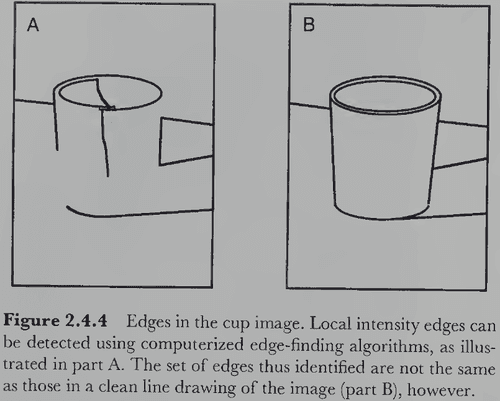 A
B
Figure 2.4.4 Edges in the cup image. Local intensity edges can
be detected using computerized edge-finding algorithms, as illus-
trated in part A. The set of edges thus identified are not the same
as those in a clean line drawing of the image (part B), however.